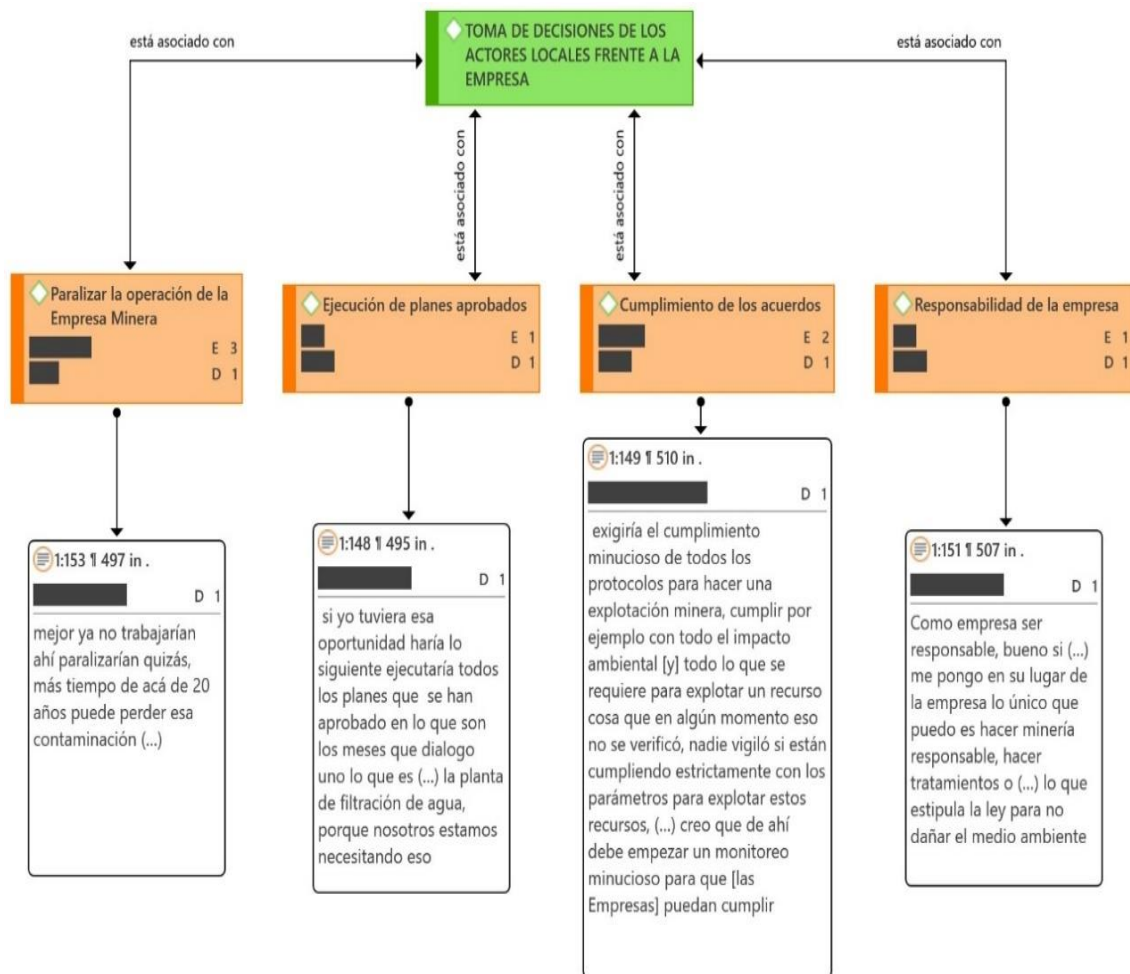 está asociado con
TOMA DE DECISIONES DE LOS
ACTORES LOCALES FRENTE A LA
EMPRESA
está asociado con
está asociado con
está asociado con
Paralizar la operación de la
Empresa Minera
E 3
D 1
Ejecución de planes aprobados
E 1
D 1
Cumplimiento de los acuerdos
E 2
D 1
Responsabilidad de la empresa
E 1
D 1
1:153 ¶ 497 in .
D 1
mejor ya no trabajarían
ahí paralizarían quizás,
más tiempo de acá de 20
años puede perder esa
contaminación (...)
1:148 ¶ 495 in .
D 1
si yo tuviera esa
oportunidad haría lo
siguiente ejecutaría todos
los planes que se han
aprobado en lo que son
los meses que dialogo
uno lo que es (...) la planta
de filtración de agua,
porque nosotros estamos
necesitando eso
1:149 ¶ 510 in .
D 1
exigiría el cumplimiento
minucioso de todos los
protocolos para hacer una
explotación minera, cumplir por
ejemplo con todo el impacto
ambiental [y] todo lo que se
requiere para explotar un recurso
cosa que en algún momento eso
no se verificó, nadie vigiló si están
cumpliendo estrictamente con los
parámetros para explotar estos
recursos, (...) creo que de ahí
debe empezar un monitoreo
minucioso para que [las
Empresas] puedan cumplir
1:151 ¶ 507 in .
D 1
Como empresa ser
responsable, bueno si (...)
me pongo en su lugar de
la empresa lo único que
puedo es hacer minería
responsable, hacer
tratamientos o (...) lo que
estipula la ley para no
dañar el medio ambiente